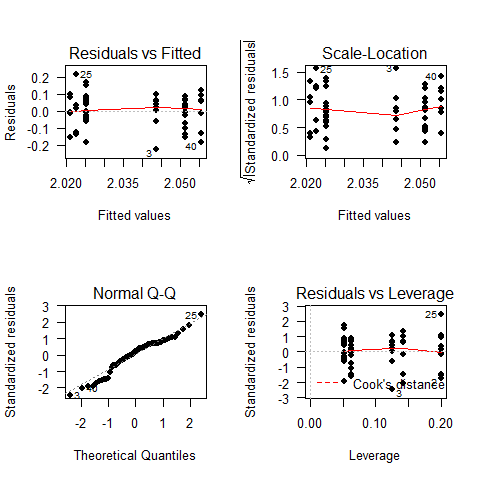 Residuals vs Fitted
Residuals
0.2
0.1
0.0
-0.1
-0.2
25
3
40
2.020 2.035 2.050
Fitted values
Scale-Location
√|Standardized residuals|
1.5
1.0
0.5
0.0
25
3
40
2.020 2.035 2.050
Fitted values
Normal Q-Q
Standardized residuals
3
2
1
0
-1
-2
25
3
40
-2 -1 0 1 2
Theoretical Quantiles
Residuals vs Leverage
Standardized residuals
3
2
1
0
-1
-2
-3
25
Cook's distance
3
0.00 0.10 0.20
Leverage